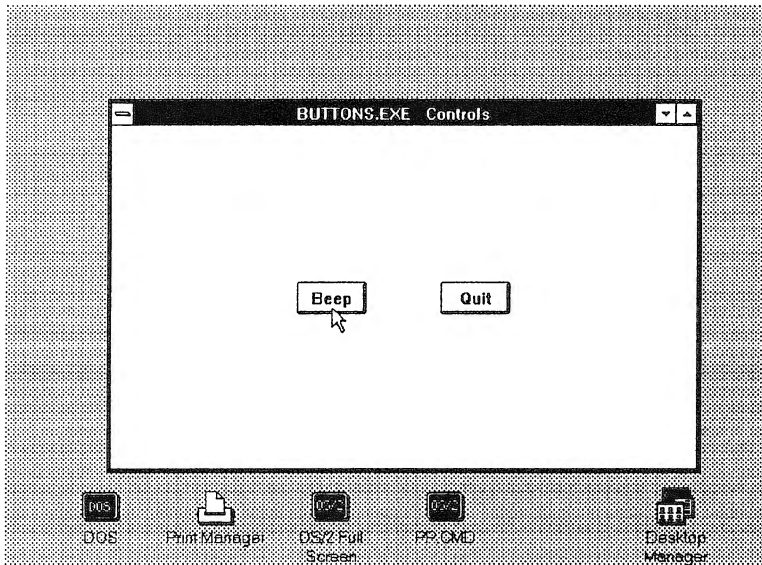 BUTTONS.EXE Controls
Beep Quit
DOS OS/2 OS/2
DOS Print Manager OS/2 Full PP.CMD Desktop
Screen Manager